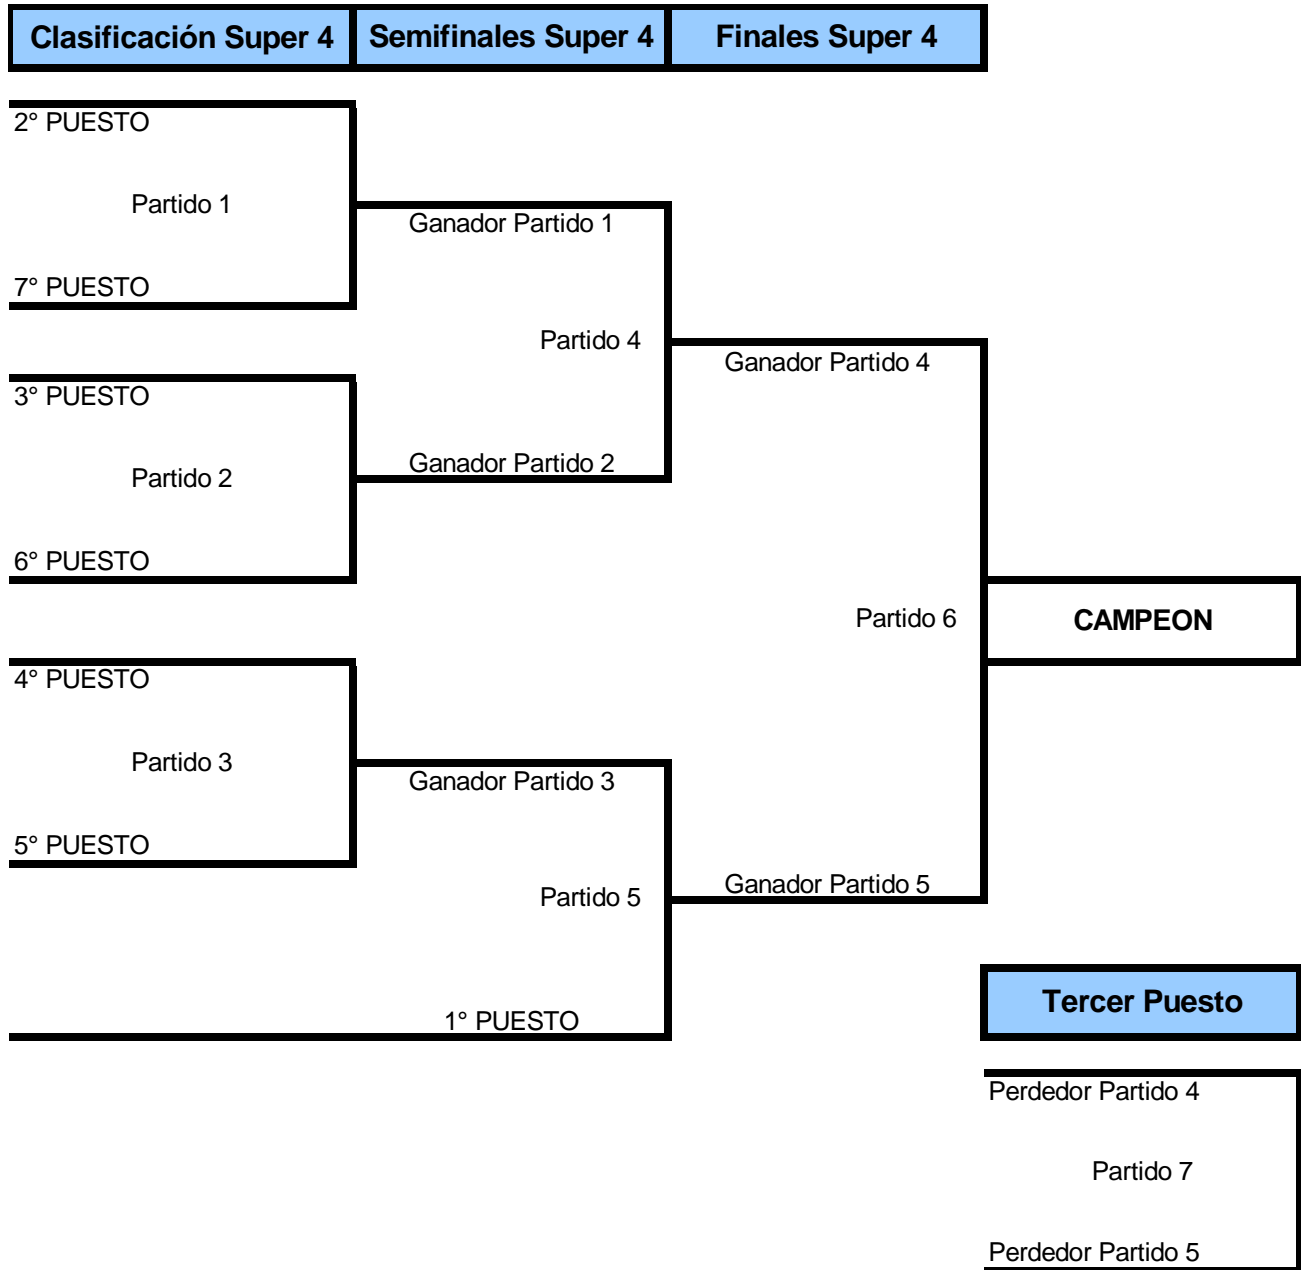 Clasificación Super 4
Semifinales Super 4
Finales Super 4
2° PUESTO
Partido 1
Ganador Partido 1
7° PUESTO
Partido 4
Ganador Partido 4
3° PUESTO
Ganador Partido 2
Partido 2
6° PUESTO
Partido 6
CAMPEON
4° PUESTO
Partido 3
Ganador Partido 3
5° PUESTO
Ganador Partido 5
Partido 5
1° PUESTO
Tercer Puesto
Perdedor Partido 4
Partido 7
Perdedor Partido 5